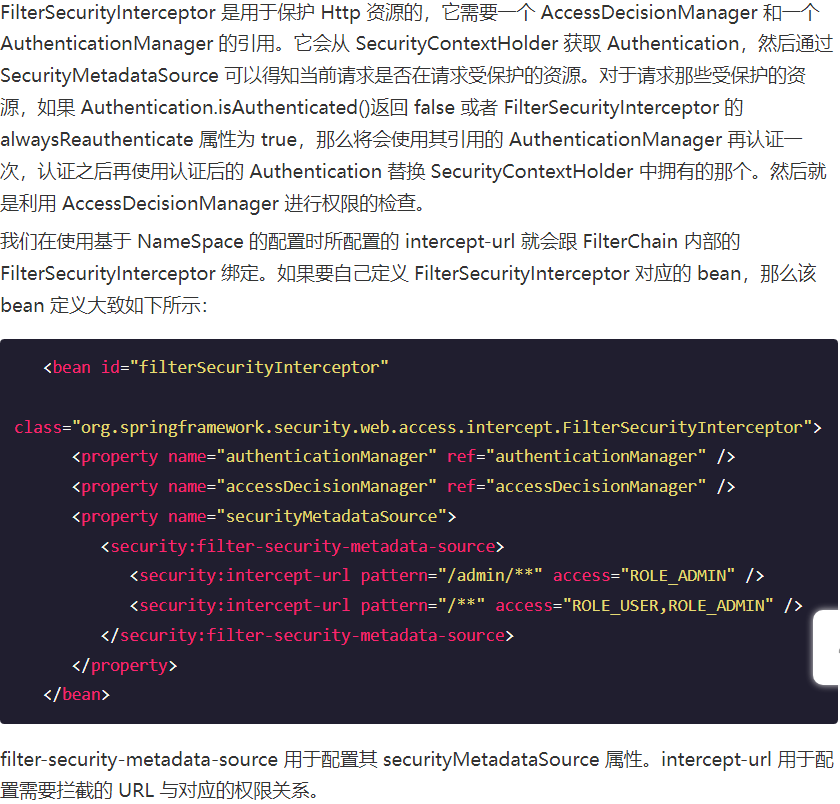 FilterSecurityInterceptor 是用于保护 Http 资源的，它需要一个 AccessDecisionManager 和一个
AuthenticationManager 的引用。它会从 SecurityContextHolder 获取 Authentication，然后通过
SecurityMetadataSource 可以得知当前请求是否在请求受保护的资源。对于请求那些受保护的资
源，如果 Authentication.isAuthenticated()返回 false 或者 FilterSecurityInterceptor 的
alwaysReauthenticate 属性为 true，那么将会使用其引用的 AuthenticationManager 再认证一
次，认证之后再使用认证后的 Authentication 替换 SecurityContextHolder 中拥有的那个。然后就
是利用 AccessDecisionManager 进行权限的检查。
我们在使用基于 NameSpace 的配置时所配置的 intercept-url 就会跟 FilterChain 内部的
FilterSecurityInterceptor 绑定。如果要自己定义 FilterSecurityInterceptor 对应的 bean，那么该
bean 定义大致如下所示：
<bean id="filterSecurityInterceptor"
class="org.springframework.security.web.access.intercept.FilterSecurityInterceptor">
<property name="authenticationManager" ref="authenticationManager" />
<property name="accessDecisionManager" ref="accessDecisionManager" />
<property name="securityMetadataSource">
<security:filter-security-metadata-source>
<security:intercept-url pattern="/admin/**" access="ROLE_ADMIN" />
<security:intercept-url pattern="/**" access="ROLE_USER,ROLE_ADMIN" />
</security:filter-security-metadata-source>
</property>
</bean>
filter-security-metadata-source 用于配置其 securityMetadataSource 属性。intercept-url 用于配
置需要拦截的 URL 与对应的权限关系。